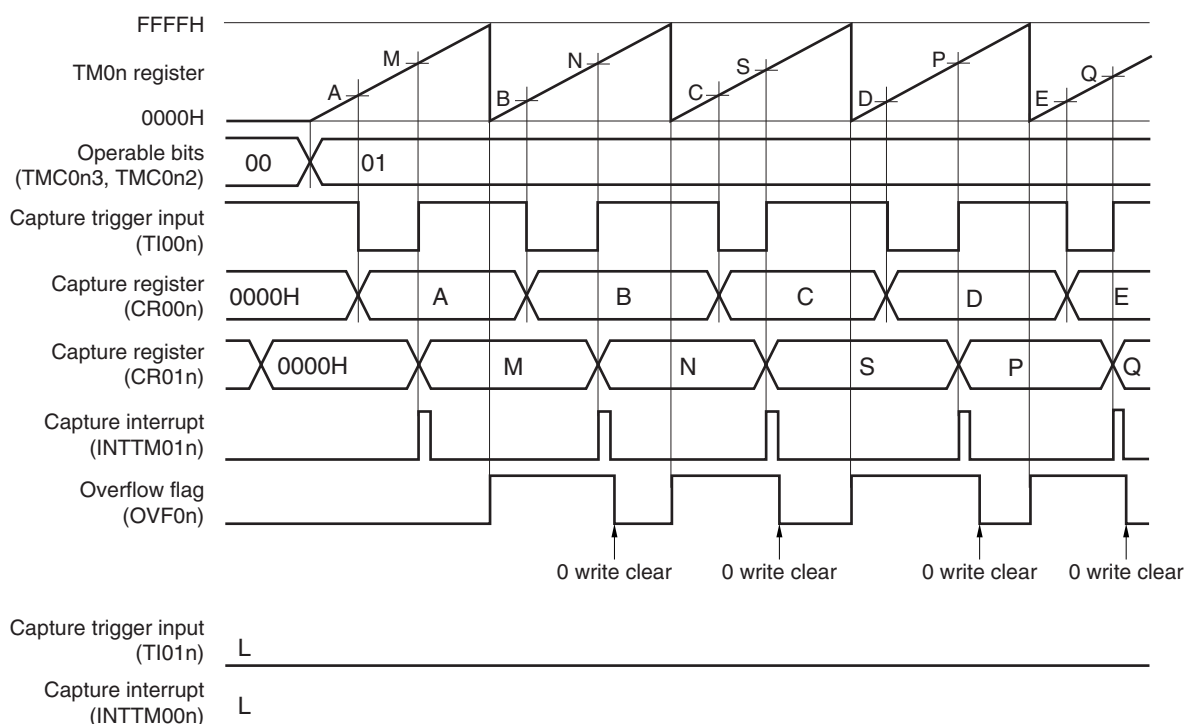 FFFFH
TM0n register
0000H
A M B N C S D P E Q
Operable bits
(TMC0n3, TMC0n2)
00 01
Capture trigger input
(TI00n)
Capture register
(CR00n)
0000H A B C D E
Capture register
(CR01n)
0000H M N S P Q
Capture interrupt
(INTTM01n)
Overflow flag
(OVF0n)
0 write clear 0 write clear 0 write clear 0 write clear
Capture trigger input
(TI01n)
L
Capture interrupt
(INTTM00n)
L